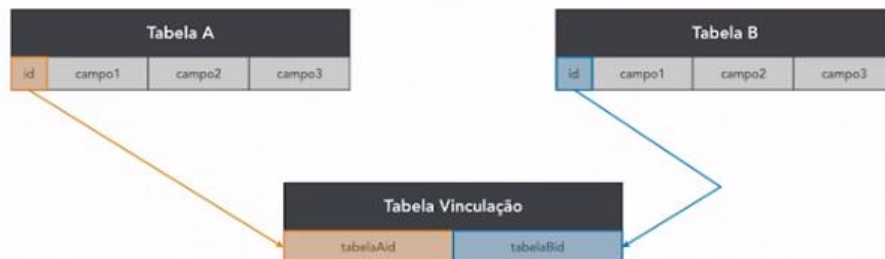 Tabela A
id campo1 campo2 campo3
Tabela B
id campo1 campo2 campo3
Tabela Vinculação
tabelaAid tabelaBid